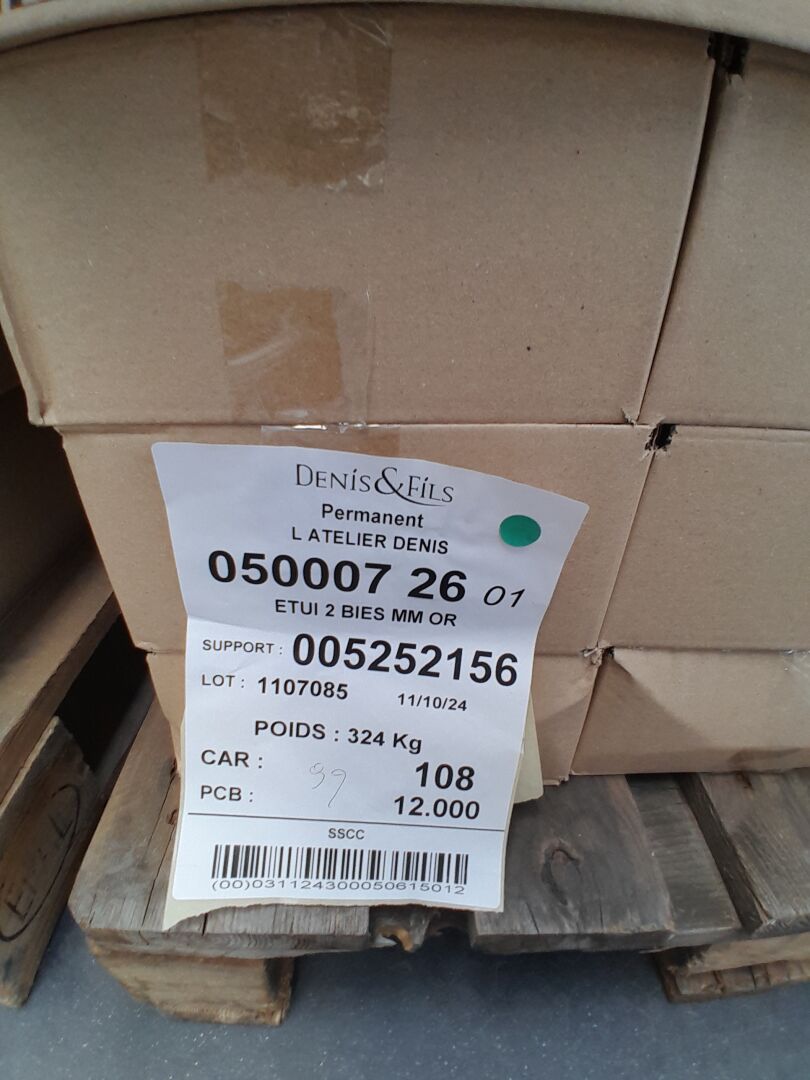 DENIS&FILS
Permanent
L ATELIER DENIS
050007 26 01
ETUI 2 BIES MM OR
SUPPORT : 005252156
LOT : 1107085 11/10/24
POIDS : 324 Kg
CAR : 108
99
PCB : 12.000
SSCC
(00)031124300050615012